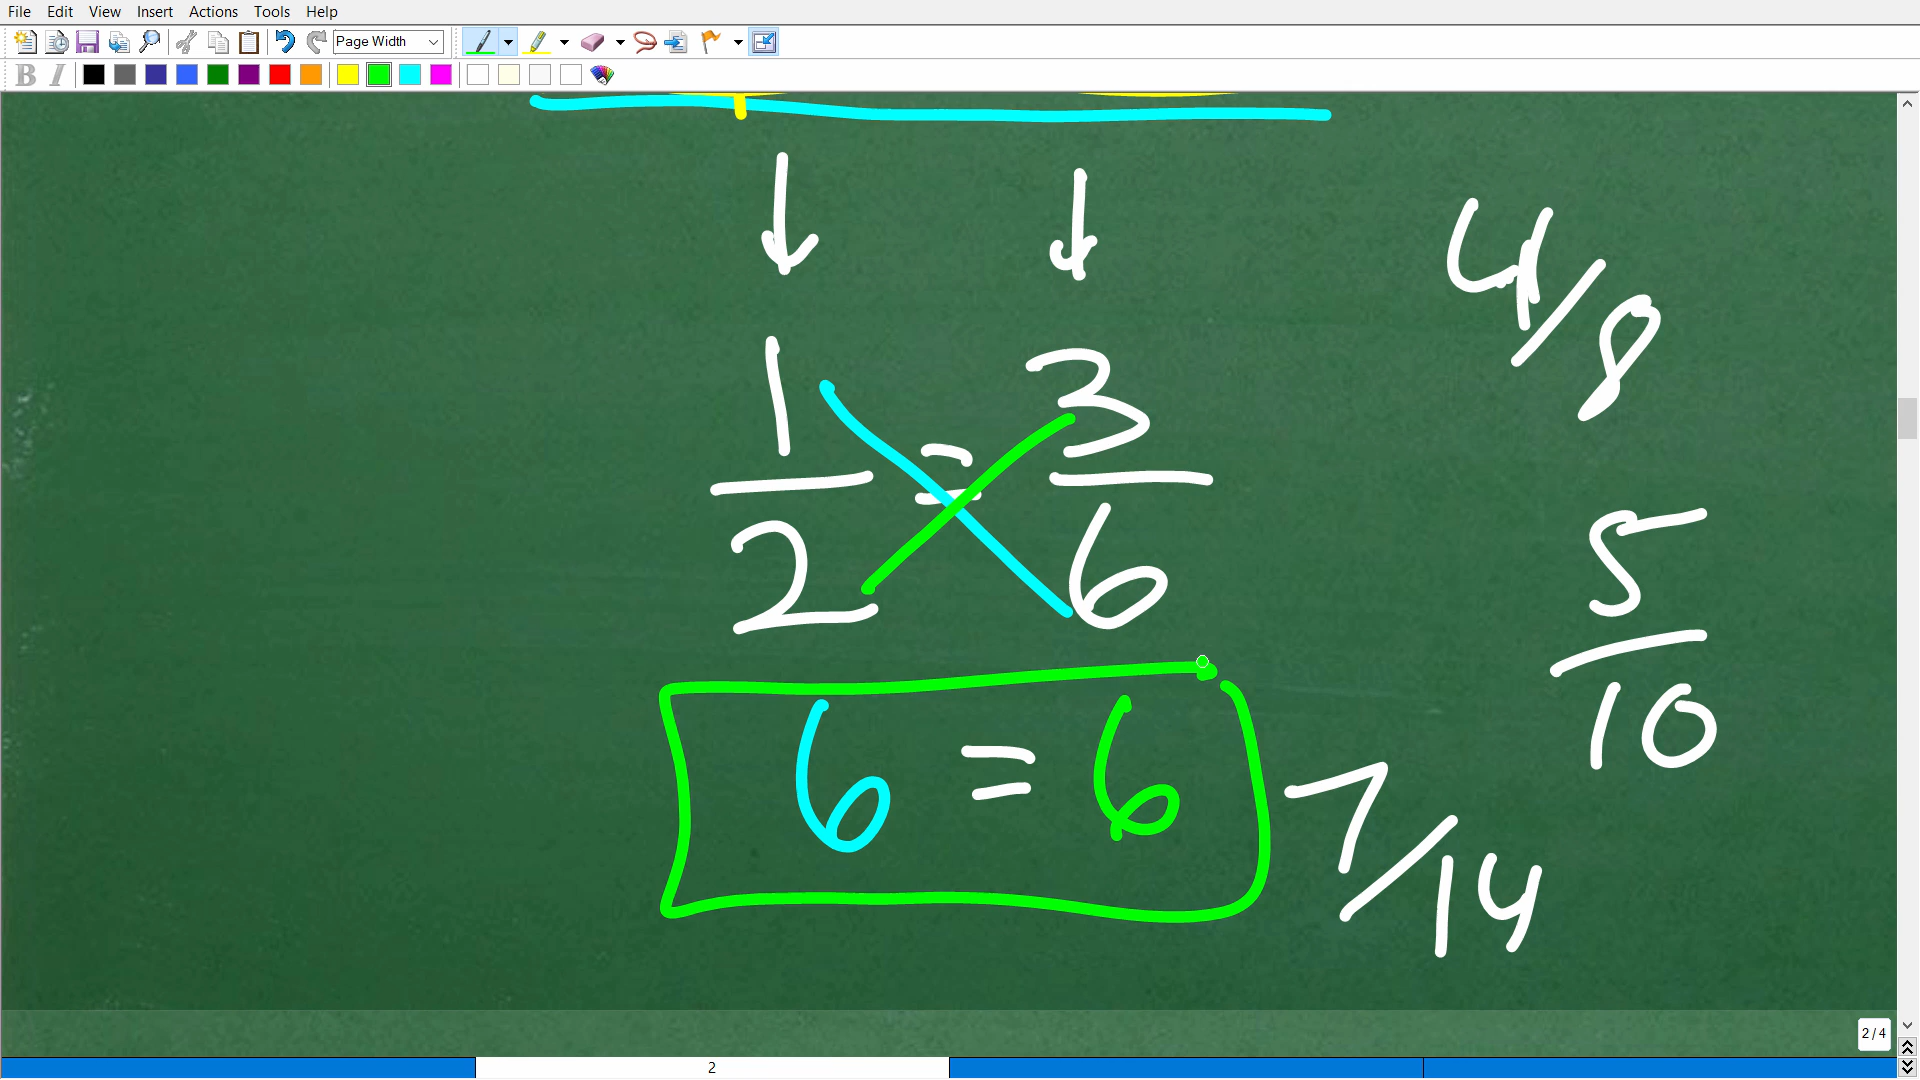 File Edit View Insert Actions Tools Help
Page Width
B I
4/8
1/2 = 3/6
5/10
6 = 6
7/14
2 / 4
2